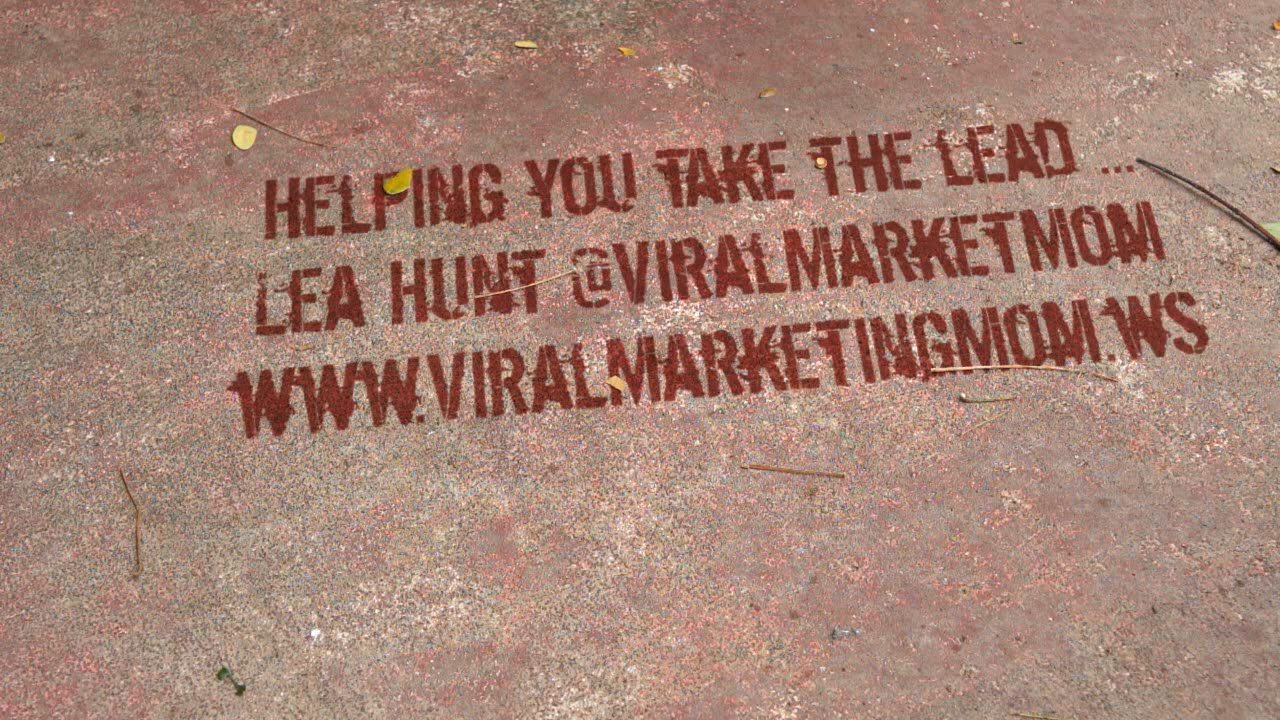 HELPING YOU TAKE THE LEAD ...
LEA HUNT @VIRALMARKETMOM
WWW.VIRALMARKETINGMOM.WS